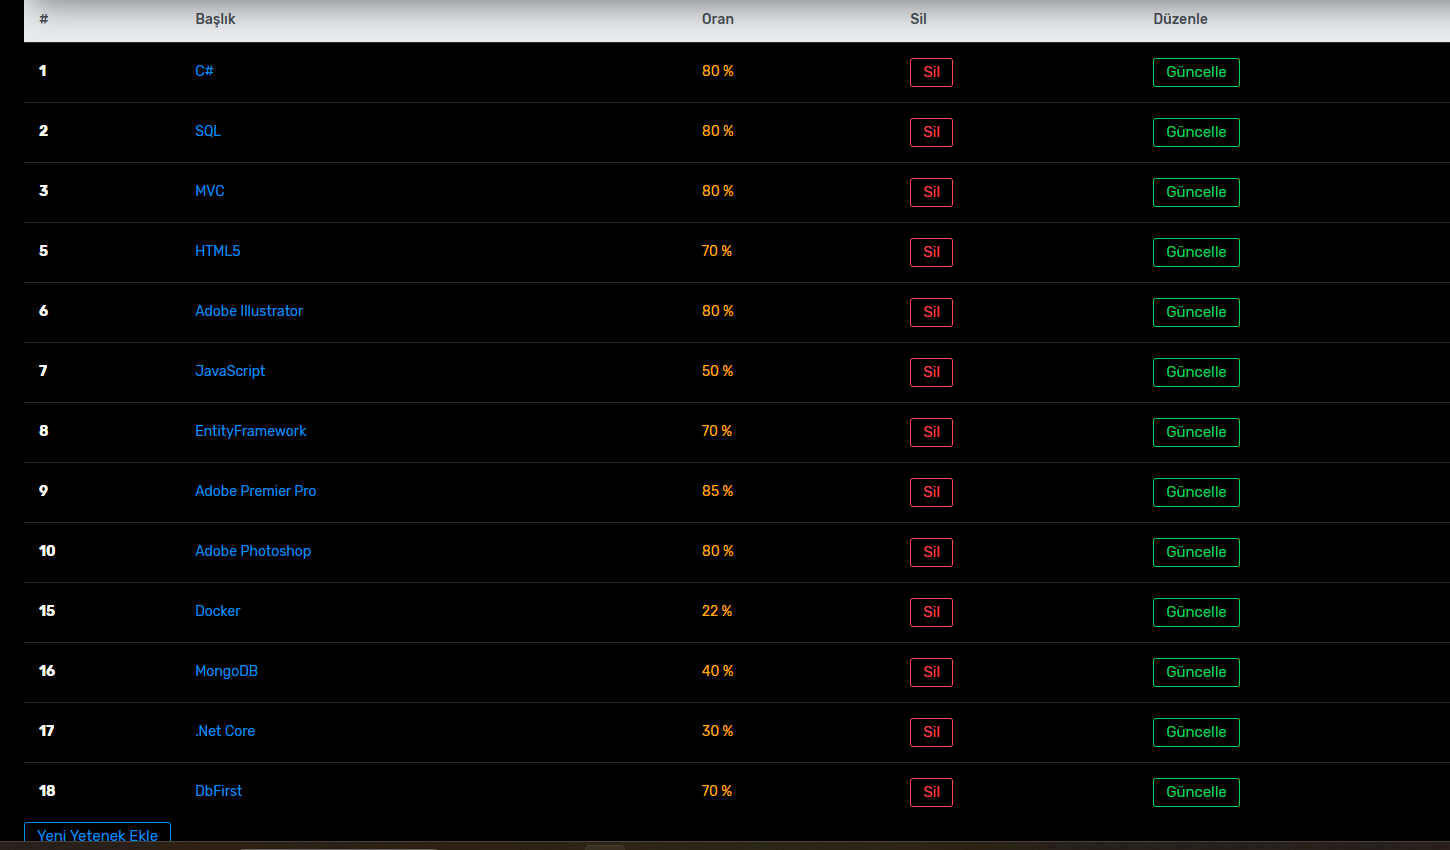 # Başlık Oran Sil Düzenle
1 C# 80 % Sil Güncelle
2 SQL 80 % Sil Güncelle
3 MVC 80 % Sil Güncelle
5 HTML5 70 % Sil Güncelle
6 Adobe Illustrator 80 % Sil Güncelle
7 JavaScript 50 % Sil Güncelle
8 EntityFramework 70 % Sil Güncelle
9 Adobe Premier Pro 85 % Sil Güncelle
10 Adobe Photoshop 80 % Sil Güncelle
15 Docker 22 % Sil Güncelle
16 MongoDB 40 % Sil Güncelle
17 .Net Core 30 % Sil Güncelle
18 DbFirst 70 % Sil Güncelle
Yeni Yetenek Ekle